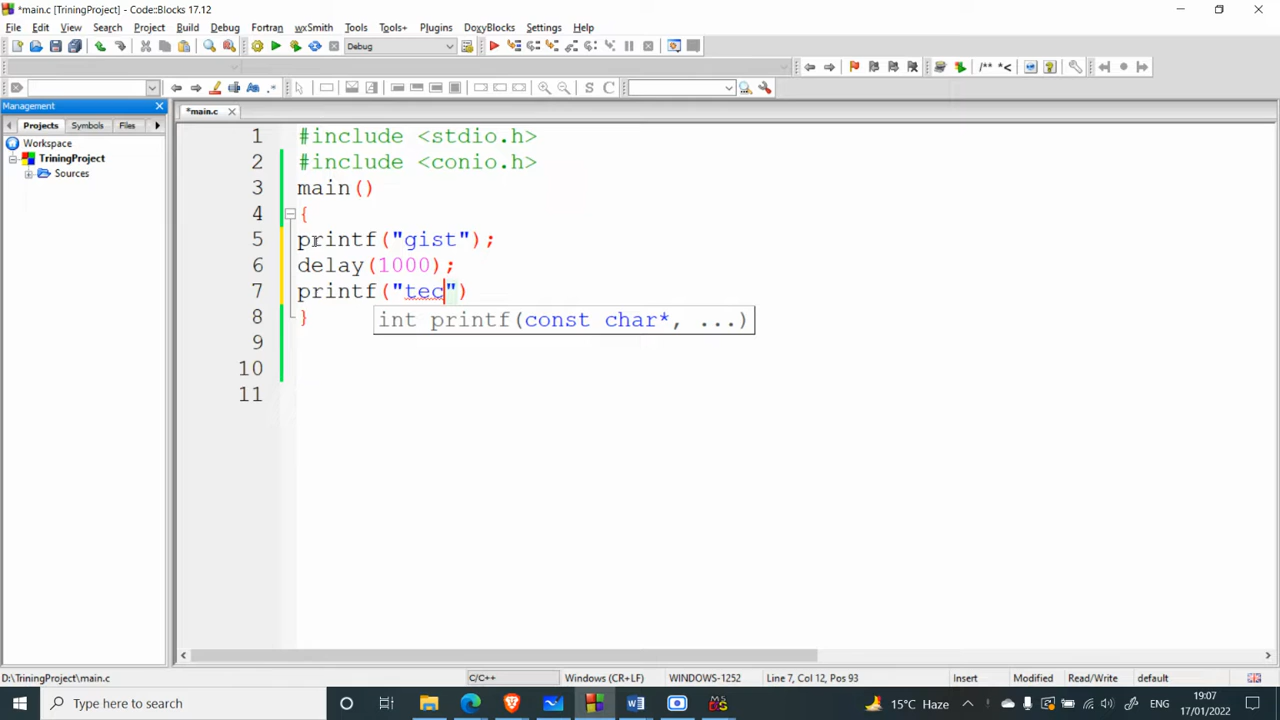 *main.c [TriningProject] - Code::Blocks 17.12
File Edit View Search Project Build Debug Fortran wxSmith Tools Tools+ Plugins DoxyBlocks Settings Help
Debug
/** *<
S C
Management
*main.c
Projects Symbols Files
Workspace
TriningProject
Sources
1 #include <stdio.h>
2 #include <conio.h>
3 main()
4 {
5 printf("gist");
6 delay(1000);
7 printf("tec")
8 }
int printf(const char*, ...)
9
10
11
D:\TriningProject\main.c C/C++ Windows (CR+LF) WINDOWS-1252 Line 7, Col 12, Pos 93 Insert Modified Read/Write default
Type here to search
15°C Haze
ENG
19:07
17/01/2022